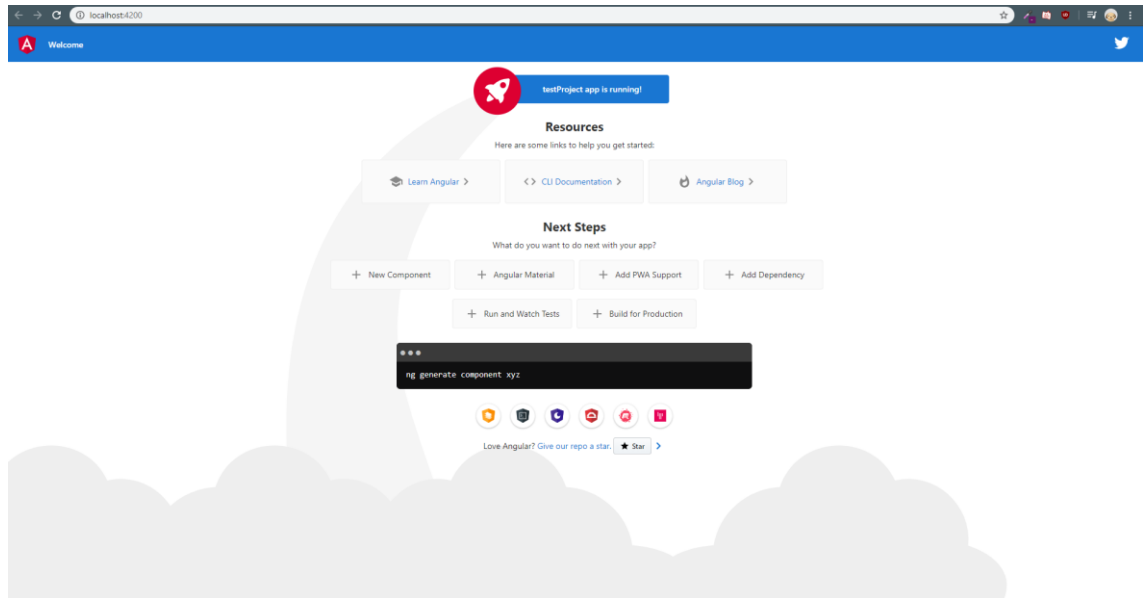 localhost:4200
Welcome
testProject app is running!
Resources
Here are some links to help you get started:
Learn Angular
CLI Documentation
Angular Blog
Next Steps
What do you want to do next with your app?
New Component
Angular Material
Add PWA Support
Add Dependency
Run and Watch Tests
Build for Production
ng generate component xyz
Love Angular? Give our repo a star. Star